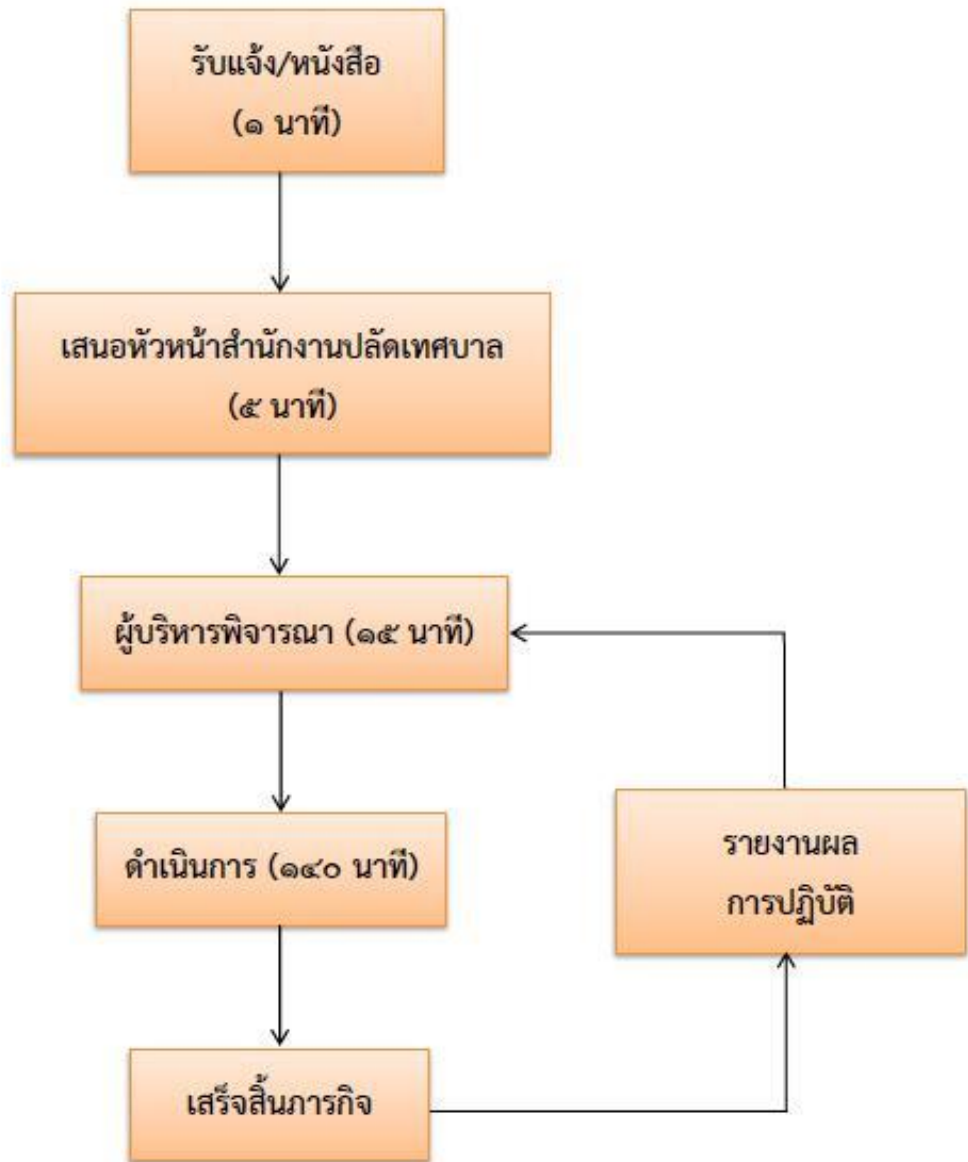 รับแจ้ง/หนังสือ
(๑ นาที)
เสนอหัวหน้าสำนักงานปลัดเทศบาล
(๕ นาที)
ผู้บริหารพิจารณา (๑๕ นาที)
ดำเนินการ (๑๔๐ นาที)
รายงานผล
การปฏิบัติ
เสร็จสิ้นภารกิจ